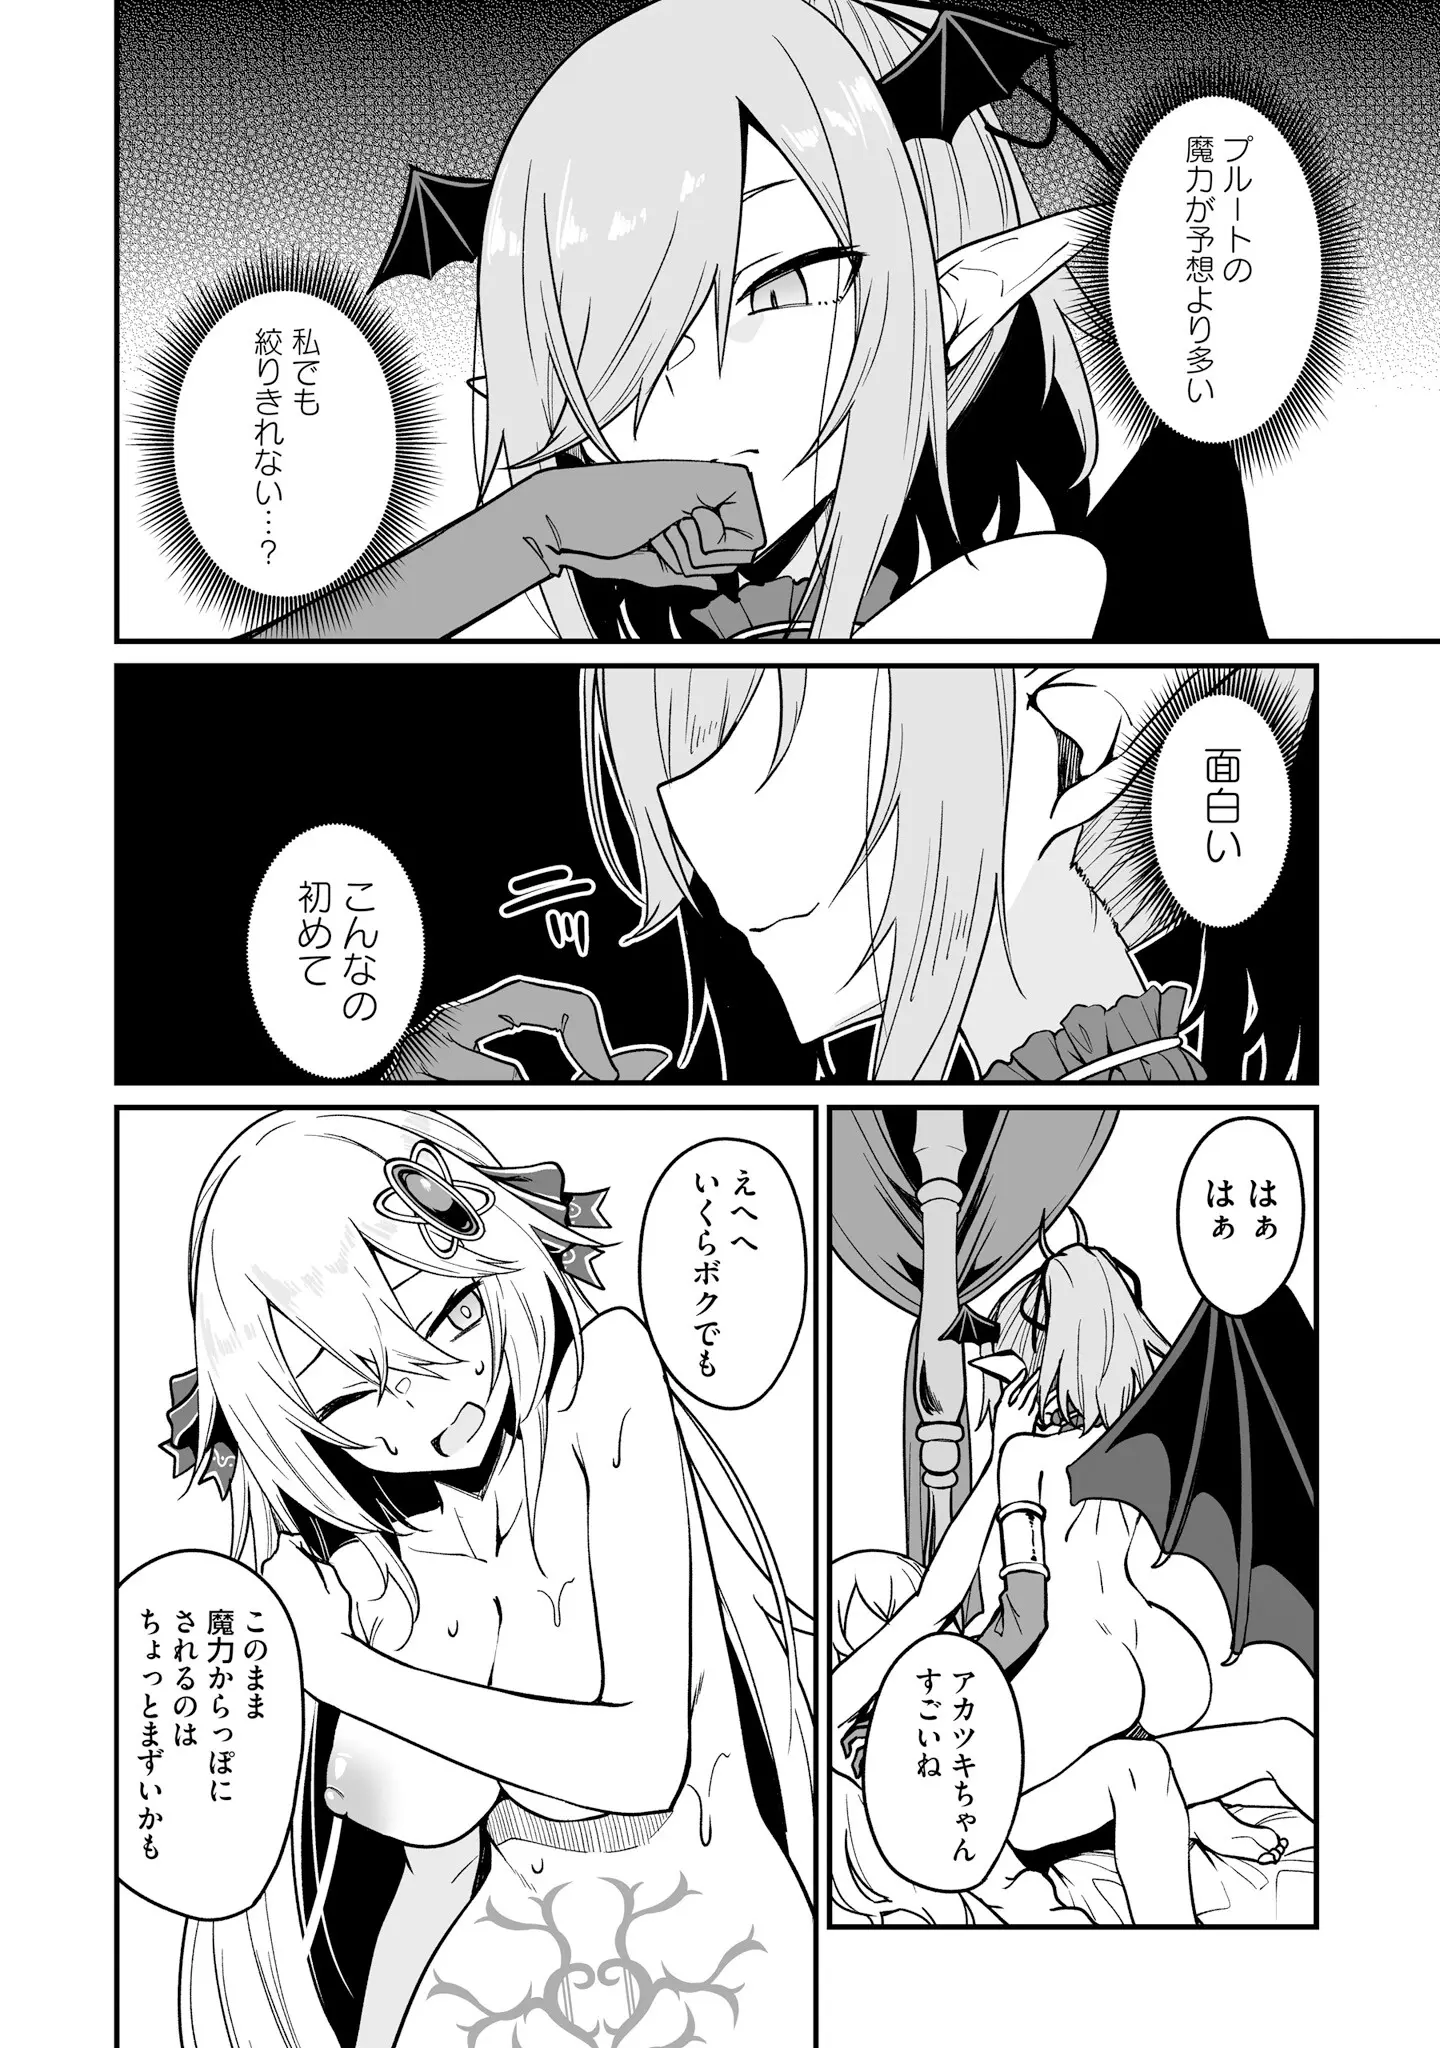 プルートの
魔力が予想より多い
私でも
絞りきれない…?
面白い
こんなの
初めて
はぁ
はぁ
アカツキちゃん
すごいね
えへへ
いくらボクでも
このまま
魔力からっぽに
されるのは
ちょっとまずいかも